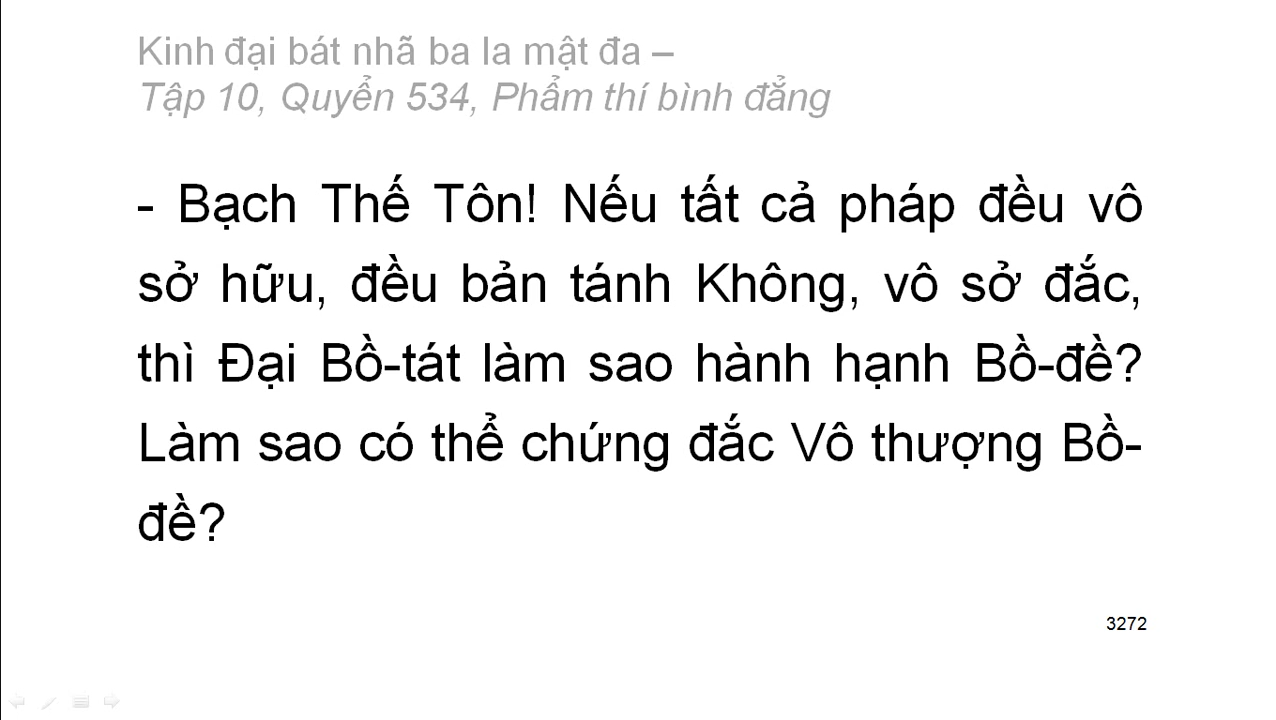 Kinh đại bát nhã ba la mật đa –
Tập 10, Quyển 534, Phẩm thí bình đẳng
- Bạch Thế Tôn! Nếu tất cả pháp đều vô
sở hữu, đều bản tánh Không, vô sở đắc,
thì Đại Bồ-tát làm sao hành hạnh Bồ-đề?
Làm sao có thể chứng đắc Vô thượng Bồ-
đề?
3272